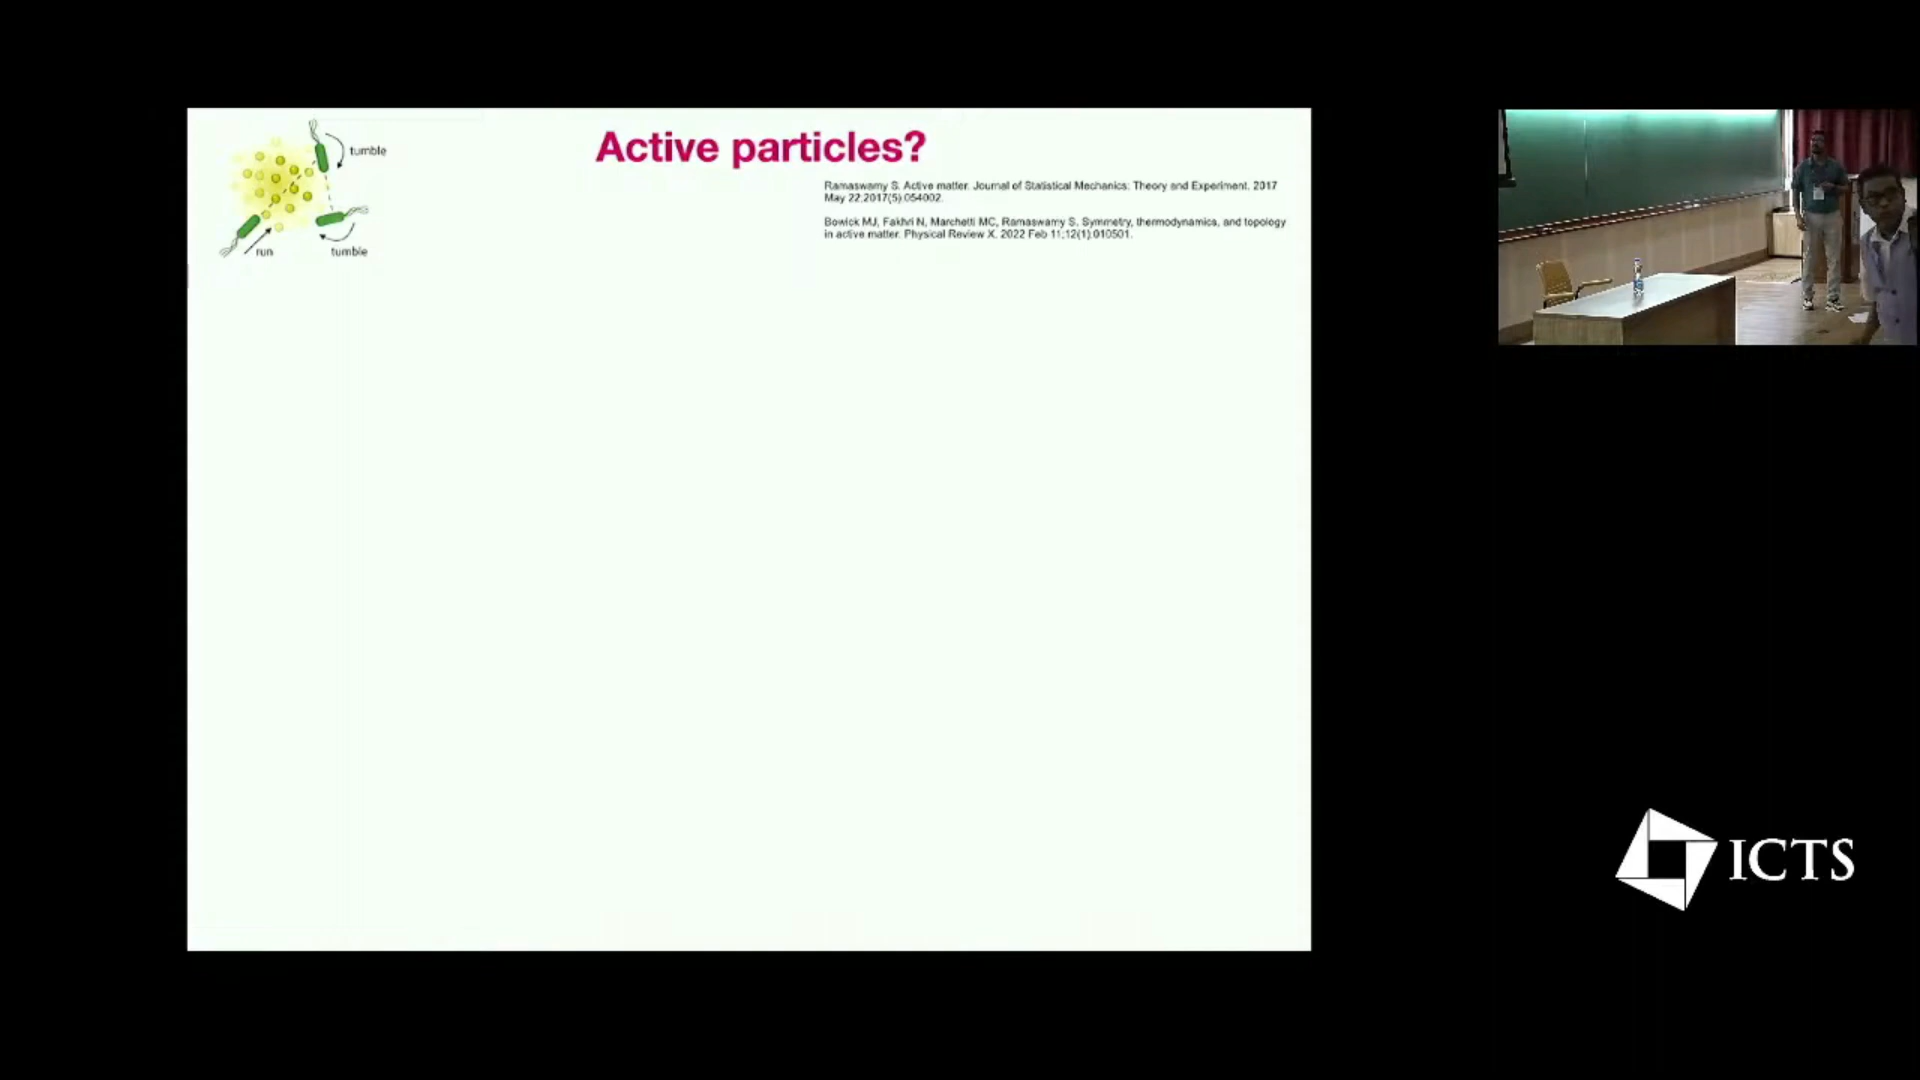 Active particles?
tumble
run
tumble
Ramaswamy S. Active matter. Journal of Statistical Mechanics: Theory and Experiment. 2017
May 22;2017(5):054002.
Bowick MJ, Fakhri N, Marchetti MC, Ramaswamy S. Symmetry, thermodynamics, and topology
in active matter. Physical Review X. 2022 Feb 11;12(1):010501.
ICTS